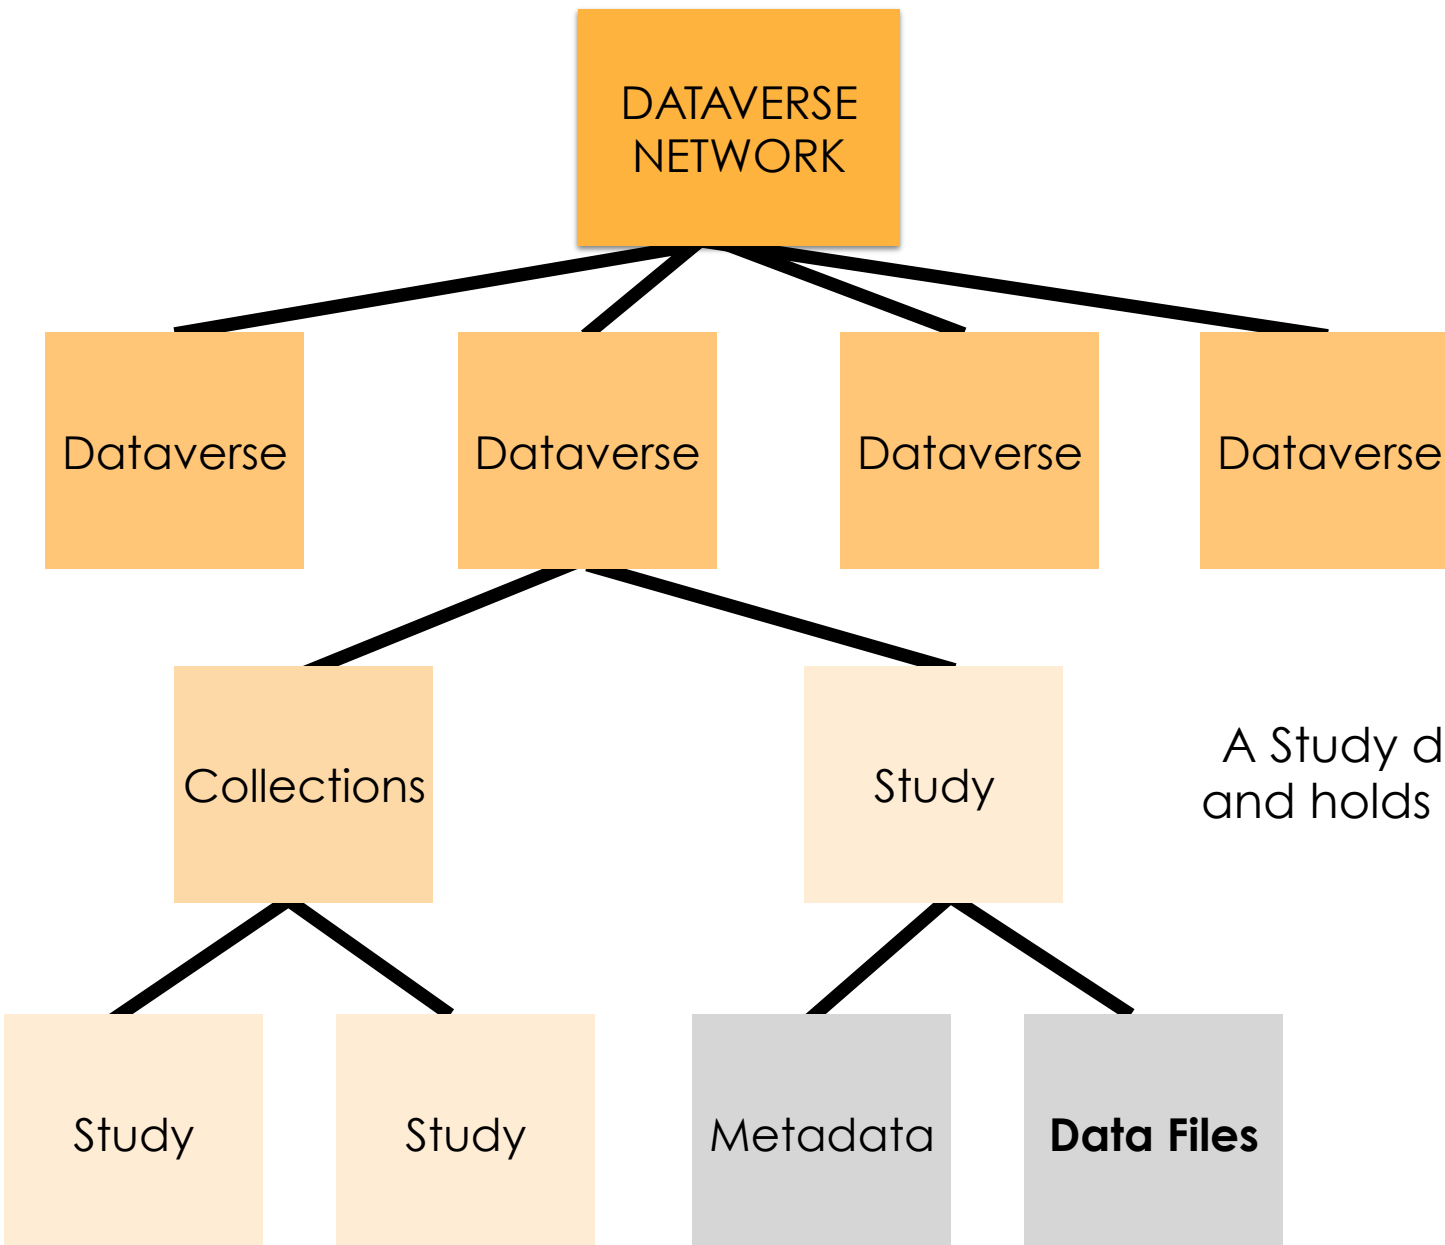 DATAVERSE
NETWORK
Dataverse
Dataverse
Dataverse
Dataverse
Collections
Study
A Study d
and holds
Study
Study
Metadata
Data Files